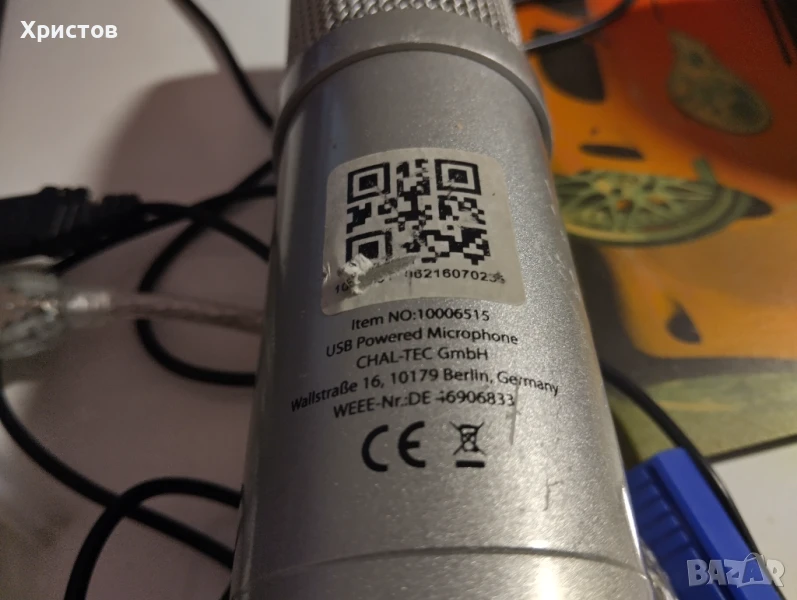 Христов
Item NO:10006515
USB Powered Microphone
CHAL-TEC GmbH
Wallstraße 16, 10179 Berlin, Germany
WEEE-Nr.:DE 46906833
CE
BAZAR